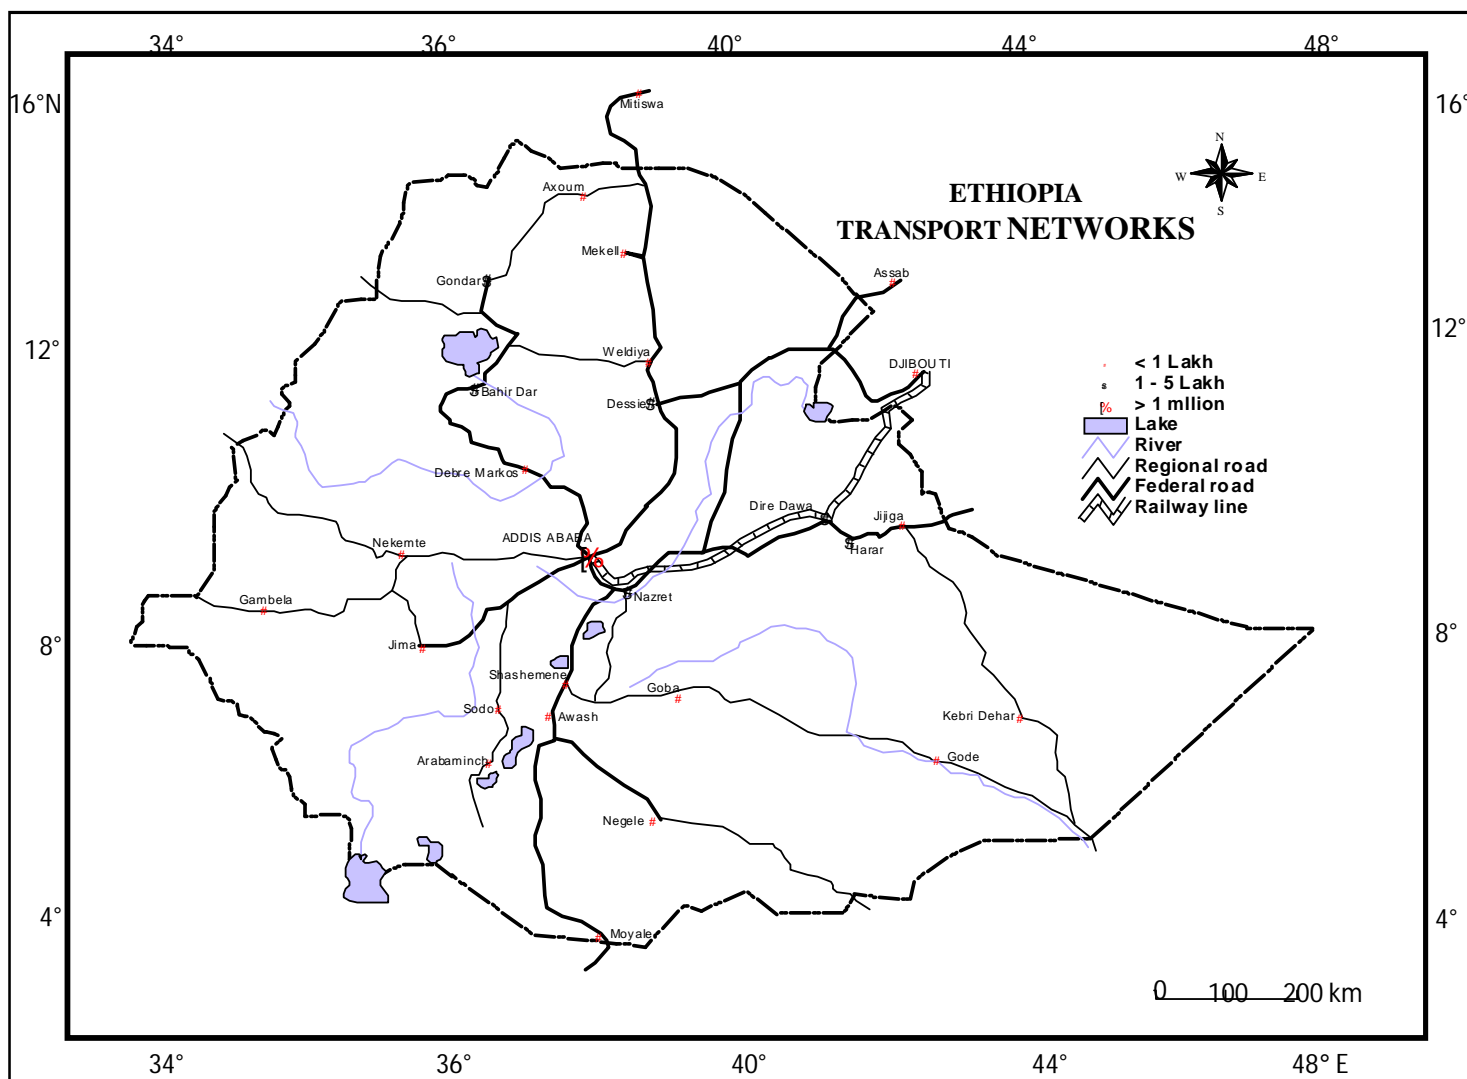 34° 36° 40° 44° 48°
16°N 16°
Mitiswa
N
W E
S
ETHIOPIA
TRANSPORT NETWORKS
Axoum
Mekell
Gondar
Assab
12° 12°
Weldiya
DJIBOUTI
Bahir Dar
Dessie
< 1 Lakh
1 - 5 Lakh
> 1 mllion
Lake
River
Regional road
Federal road
Railway line
Debre Markos
Dire Dawa
Jijiga
Harar
ADDIS ABABA
Nekemte
Nazret
Gambela
8° 8°
Jima
Shashemene
Goba
Sodo
Awash
Kebri Dehar
Arabaminch
Gode
Negele
4° 4°
Moyale
0 100 200 km
34° 36° 40° 44° 48° E